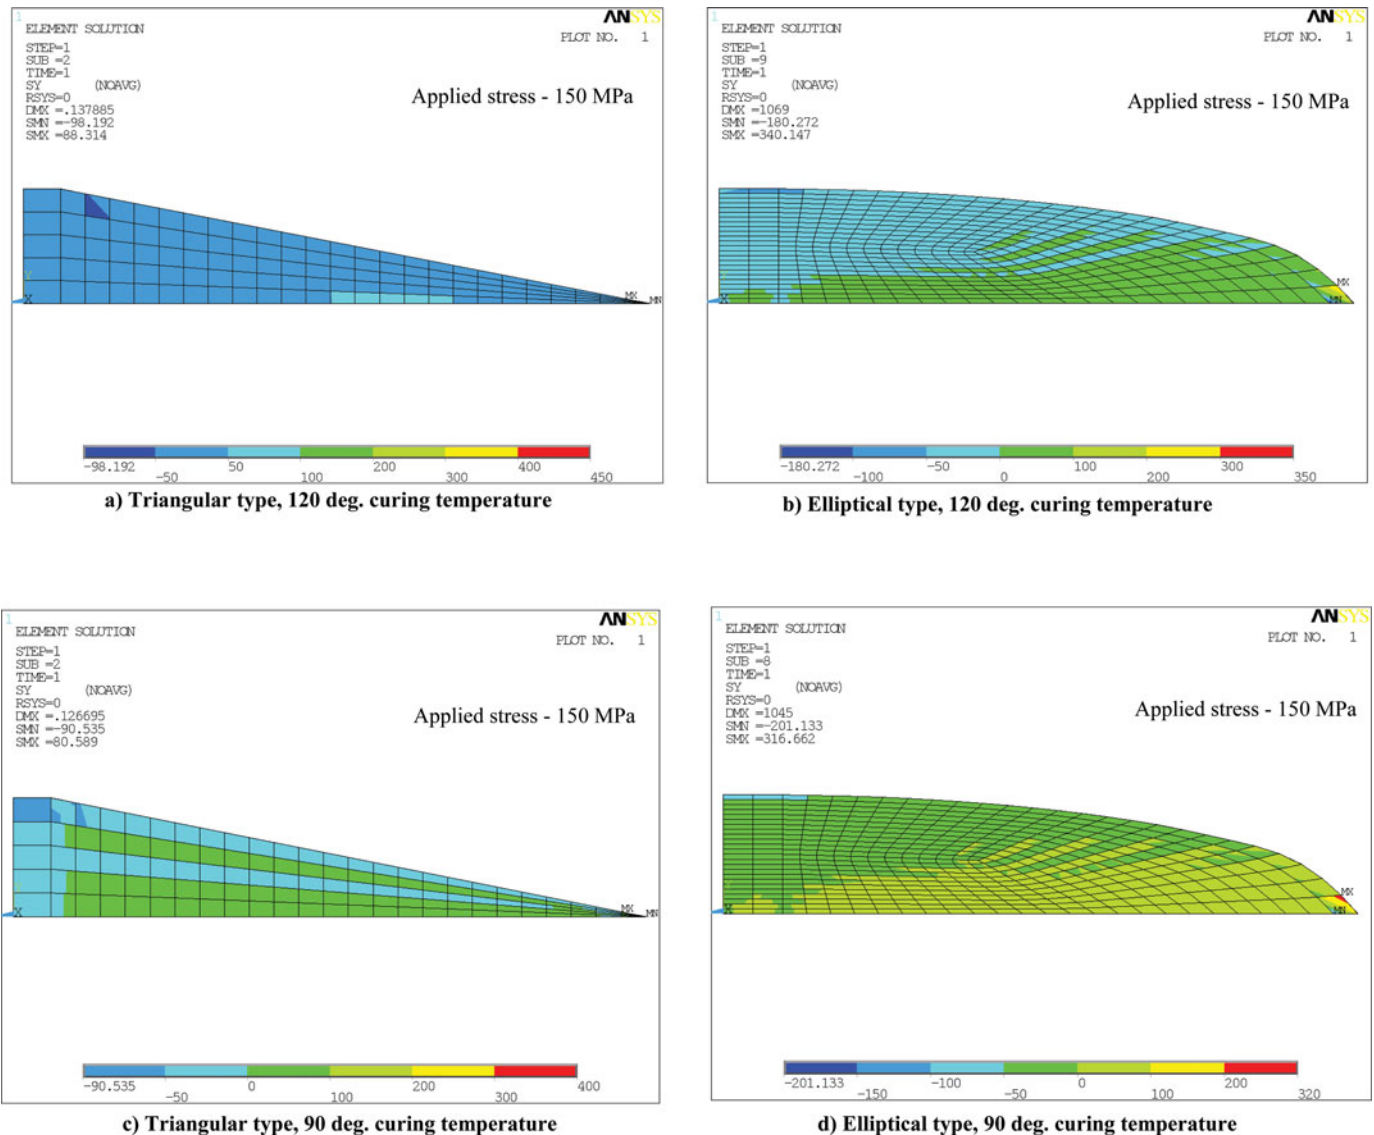 1
ANSYS
ELEMENT SOLUTION
PLOT NO. 1
STEP=1
SUB =2
TIME=1
SY (NOAVG)
RSYS=0
DMX =.137885
SMN =-98.192
SMX =88.314
Applied stress - 150 MPa
Y
X
MX
MN
-98.192 50 200 400
-50 100 300 450
a) Triangular type, 120 deg. curing temperature
1
ANSYS
ELEMENT SOLUTION
PLOT NO. 1
STEP=1
SUB =9
TIME=1
SY (NOAVG)
RSYS=0
DMX =1069
SMN =-180.272
SMX =340.147
Applied stress - 150 MPa
Y
X
MX
MN
-180.272 -50 100 300
-100 0 200 350
b) Elliptical type, 120 deg. curing temperature
1
ANSYS
ELEMENT SOLUTION
PLOT NO. 1
STEP=1
SUB =2
TIME=1
SY (NOAVG)
RSYS=0
DMX =.126695
SMN =-90.535
SMX =80.589
Applied stress - 150 MPa
X
MX
MN
-90.535 0 200 400
-50 100 300
c) Triangular type, 90 deg. curing temperature
1
ANSYS
ELEMENT SOLUTION
PLOT NO. 1
STEP=1
SUB =8
TIME=1
SY (NOAVG)
RSYS=0
DMX =1045
SMN =-201.133
SMX =316.662
Applied stress - 150 MPa
Y
X
MX
MN
-201.133 -100 0 200
-150 -50 100 320
d) Elliptical type, 90 deg. curing temperature